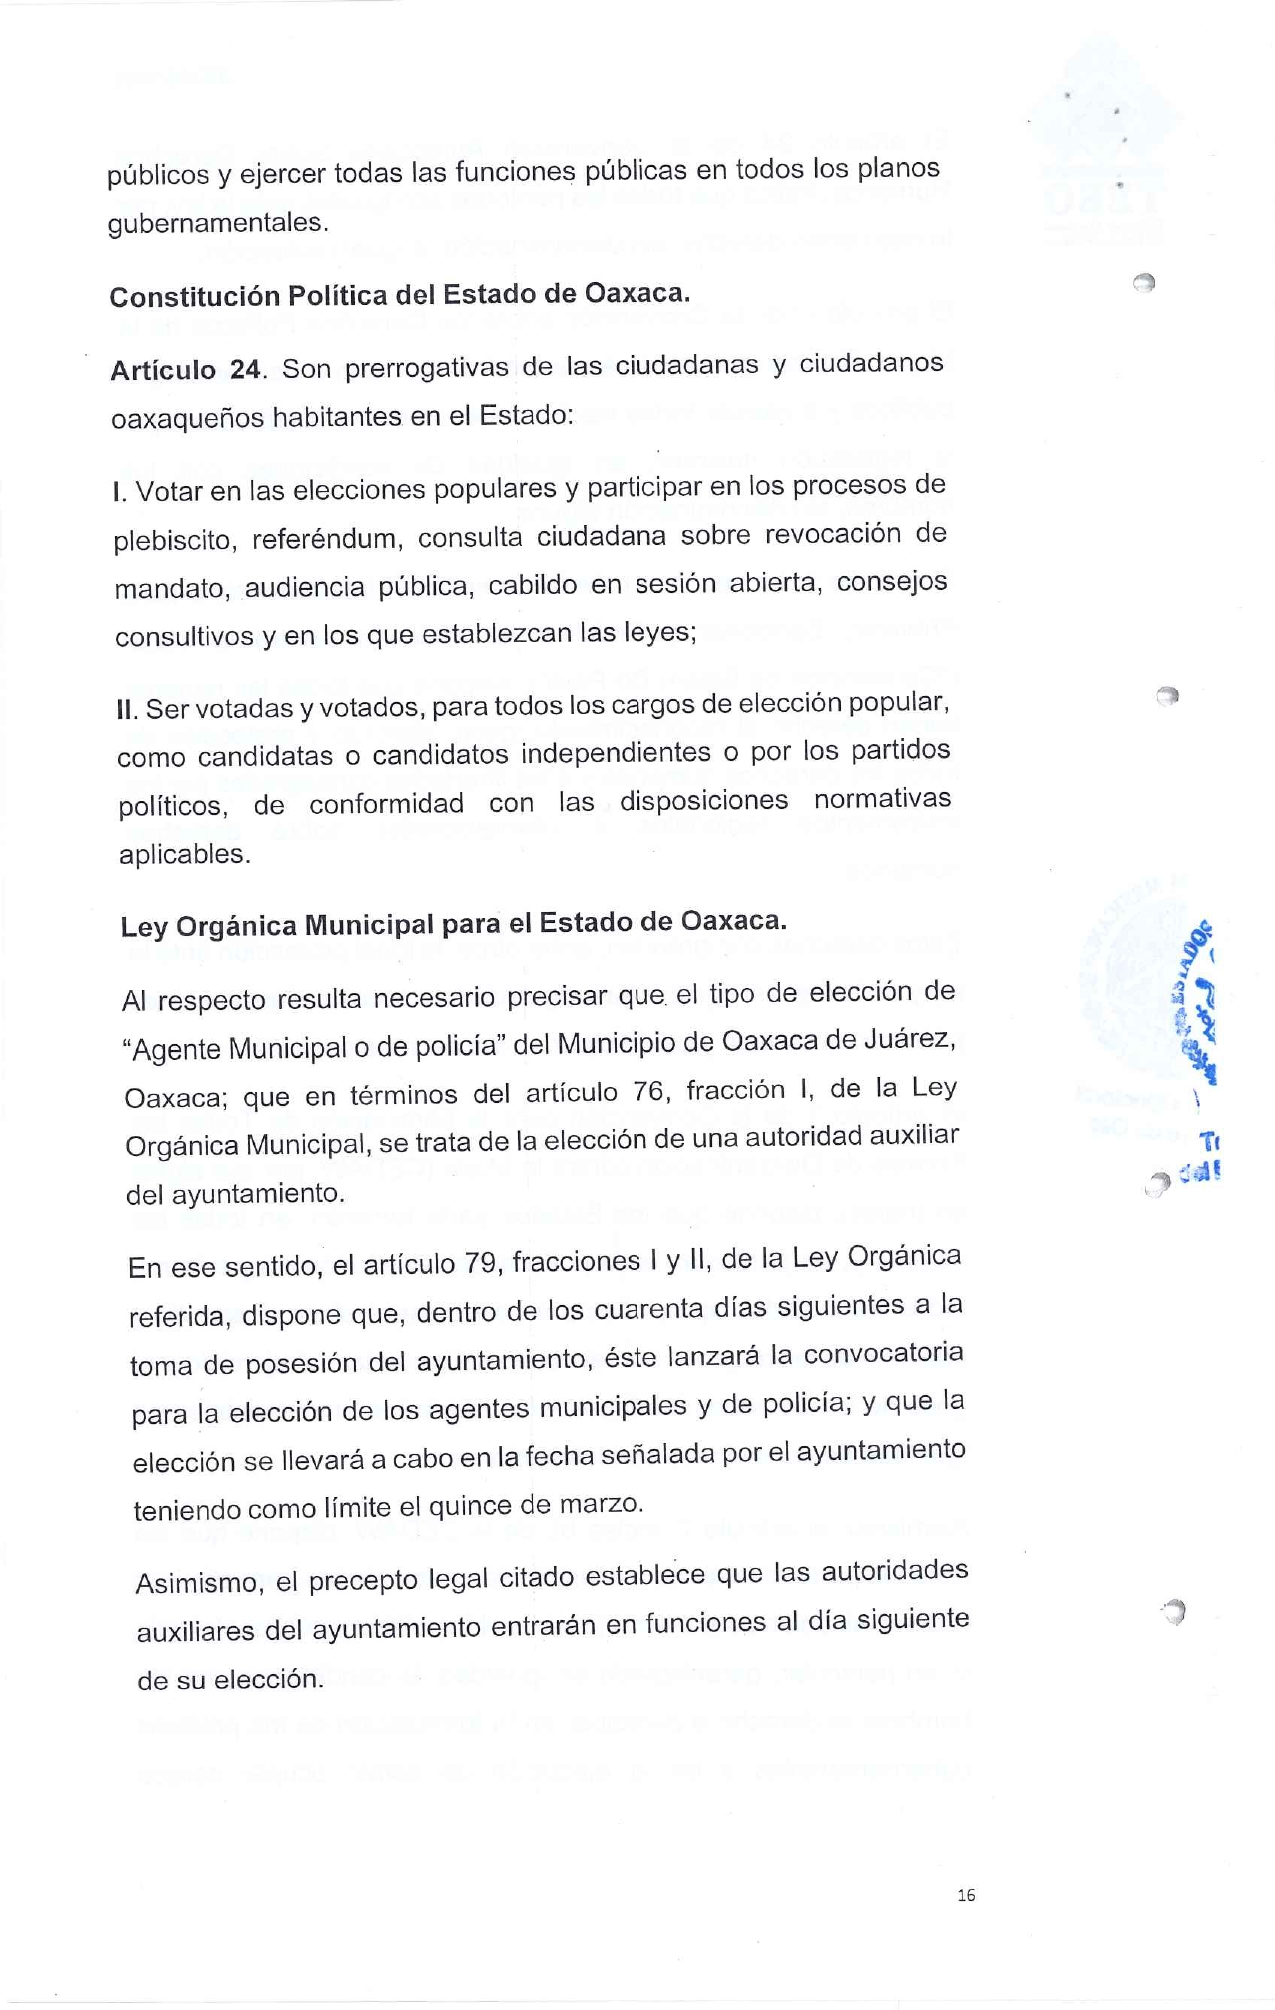 públicos y ejercer todas las funciones públicas en todos los planos
gubernamentales.
Constitución Política del Estado de Oaxaca.
Artículo 24. Son prerrogativas de las ciudadanas y ciudadanos
oaxaqueños habitantes en el Estado:
I. Votar en las elecciones populares y participar en los procesos de
plebiscito, referéndum, consulta ciudadana sobre revocación de
mandato, audiencia pública, cabildo en sesión abierta, consejos
consultivos y en los que establezcan las leyes;
II. Ser votadas y votados, para todos los cargos de elección popular,
como candidatas o candidatos independientes o por los partidos
políticos, de conformidad con las disposiciones normativas
aplicables.
Ley Orgánica Municipal para el Estado de Oaxaca.
Al respecto resulta necesario precisar que el tipo de elección de
“Agente Municipal o de policía” del Municipio de Oaxaca de Juárez,
Oaxaca; que en términos del artículo 76, fracción I, de la Ley
Orgánica Municipal, se trata de la elección de una autoridad auxiliar
del ayuntamiento.
En ese sentido, el artículo 79, fracciones I y II, de la Ley Orgánica
referida, dispone que, dentro de los cuarenta días siguientes a la
toma de posesión del ayuntamiento, éste lanzará la convocatoria
para la elección de los agentes municipales y de policía; y que la
elección se llevará a cabo en la fecha señalada por el ayuntamiento
teniendo como límite el quince de marzo.
Asimismo, el precepto legal citado establece que las autoridades
auxiliares del ayuntamiento entrarán en funciones al día siguiente
de su elección.
16